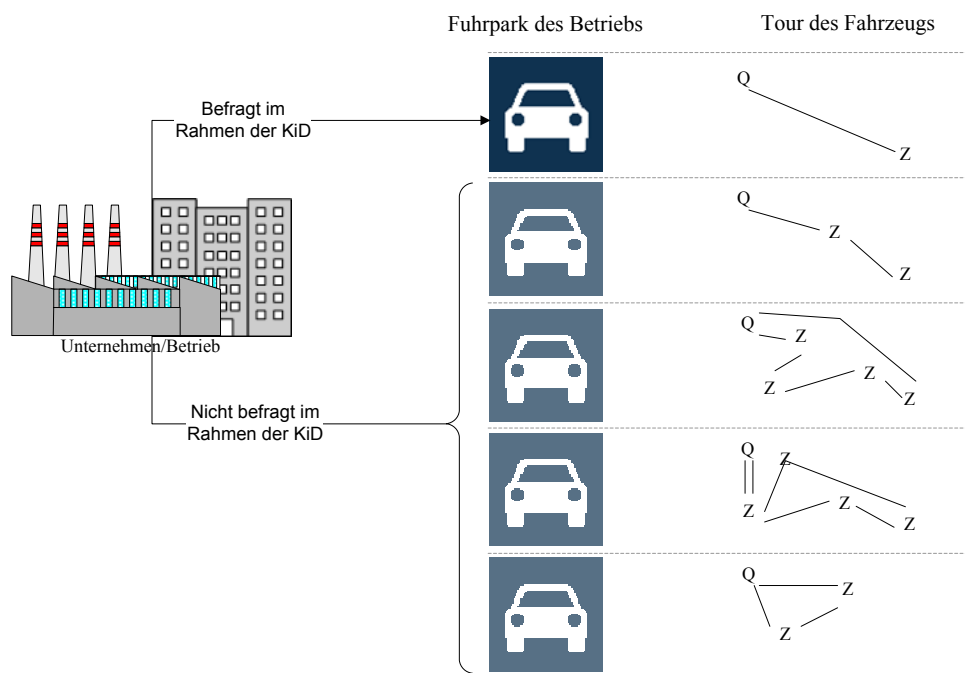 Fuhrpark des Betriebs
Tour des Fahrzeugs
Befragt im
Rahmen der KiD
Unternehmen/Betrieb
Nicht befragt im
Rahmen der KiD
Q
Z
Q
Z
Z
Q
Z
Z
Z
Z
Q
Z
Z
Z
Z
Q
Z
Z